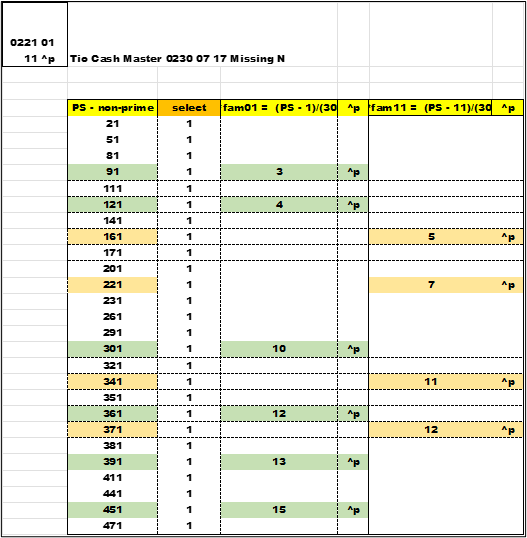 0221 01
11 ^p Tio Cash Master 0230 07 17 Missing N
PS - non-prime select fam01 = (PS - 1)/(30 ^p fam11 = (PS - 11)/(30 ^p
21 1
51 1
81 1
91 1 3 ^p
111 1
121 1 4 ^p
141 1
161 1 5 ^p
171 1
201 1
221 1 7 ^p
231 1
261 1
291 1
301 1 10 ^p
321 1
341 1 11 ^p
351 1
361 1 12 ^p
371 1 12 ^p
381 1
391 1 13 ^p
411 1
441 1
451 1 15 ^p
471 1